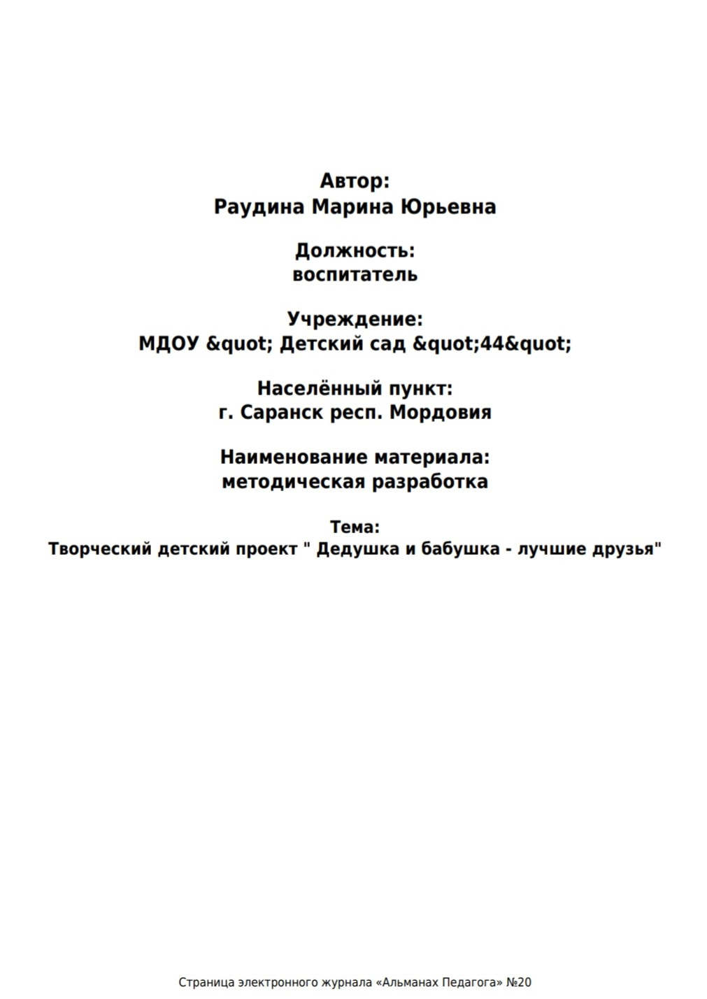 Автор:
Раудина Марина Юрьевна
Должность:
воспитатель
Учреждение:
МДОУ &quot; Детский сад &quot;44&quot;
Населённый пункт:
г. Саранск респ. Мордовия
Наименование материала:
методическая разработка
Тема:
Творческий детский проект " Дедушка и бабушка - лучшие друзья"
Страница электронного журнала «Альманах Педагога» №20